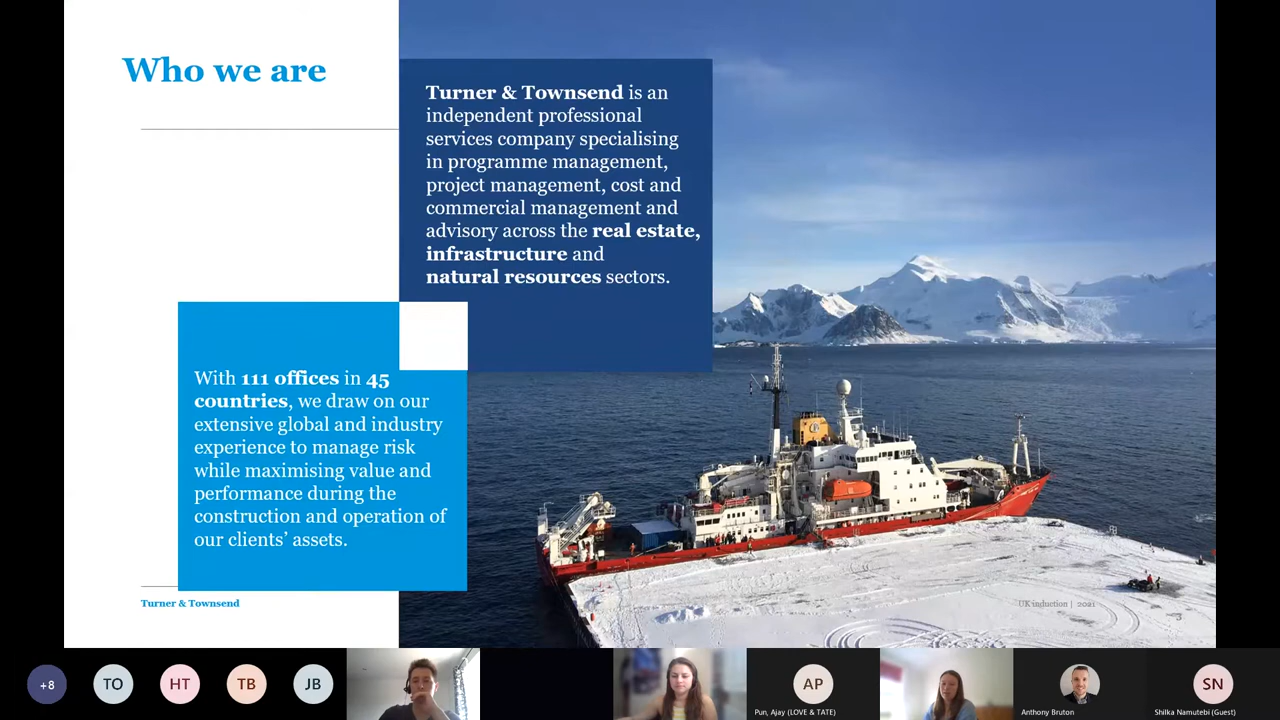 Who we are
Turner & Townsend is an
independent professional
services company specialising
in programme management,
project management, cost and
commercial management and
advisory across the real estate,
infrastructure and
natural resources sectors.
With 111 offices in 45
countries, we draw on our
extensive global and industry
experience to manage risk
while maximising value and
performance during the
construction and operation of
our clients’ assets.
Turner & Townsend
UK induction | 2021
3
+8
TO
HT
TB
JB
AP
Pun, Ajay (LOVE & TATE)
Anthony Bruton
SN
Shilka Namutebi (Guest)